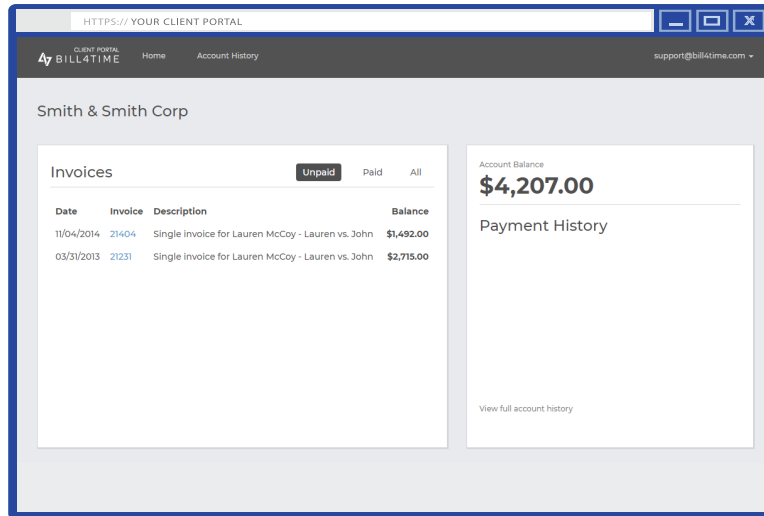 HTTPS:// YOUR CLIENT PORTAL
CLIENT PORTAL
BILL4TIME
Home Account History support@bill4time.com
Smith & Smith Corp
Invoices Unpaid Paid All
Date Invoice Description Balance
11/04/2014 21404 Single invoice for Lauren McCoy - Lauren vs. John $1,492.00
03/31/2013 21231 Single invoice for Lauren McCoy - Lauren vs. John $2,715.00
Account Balance
$4,207.00
Payment History
View full account history